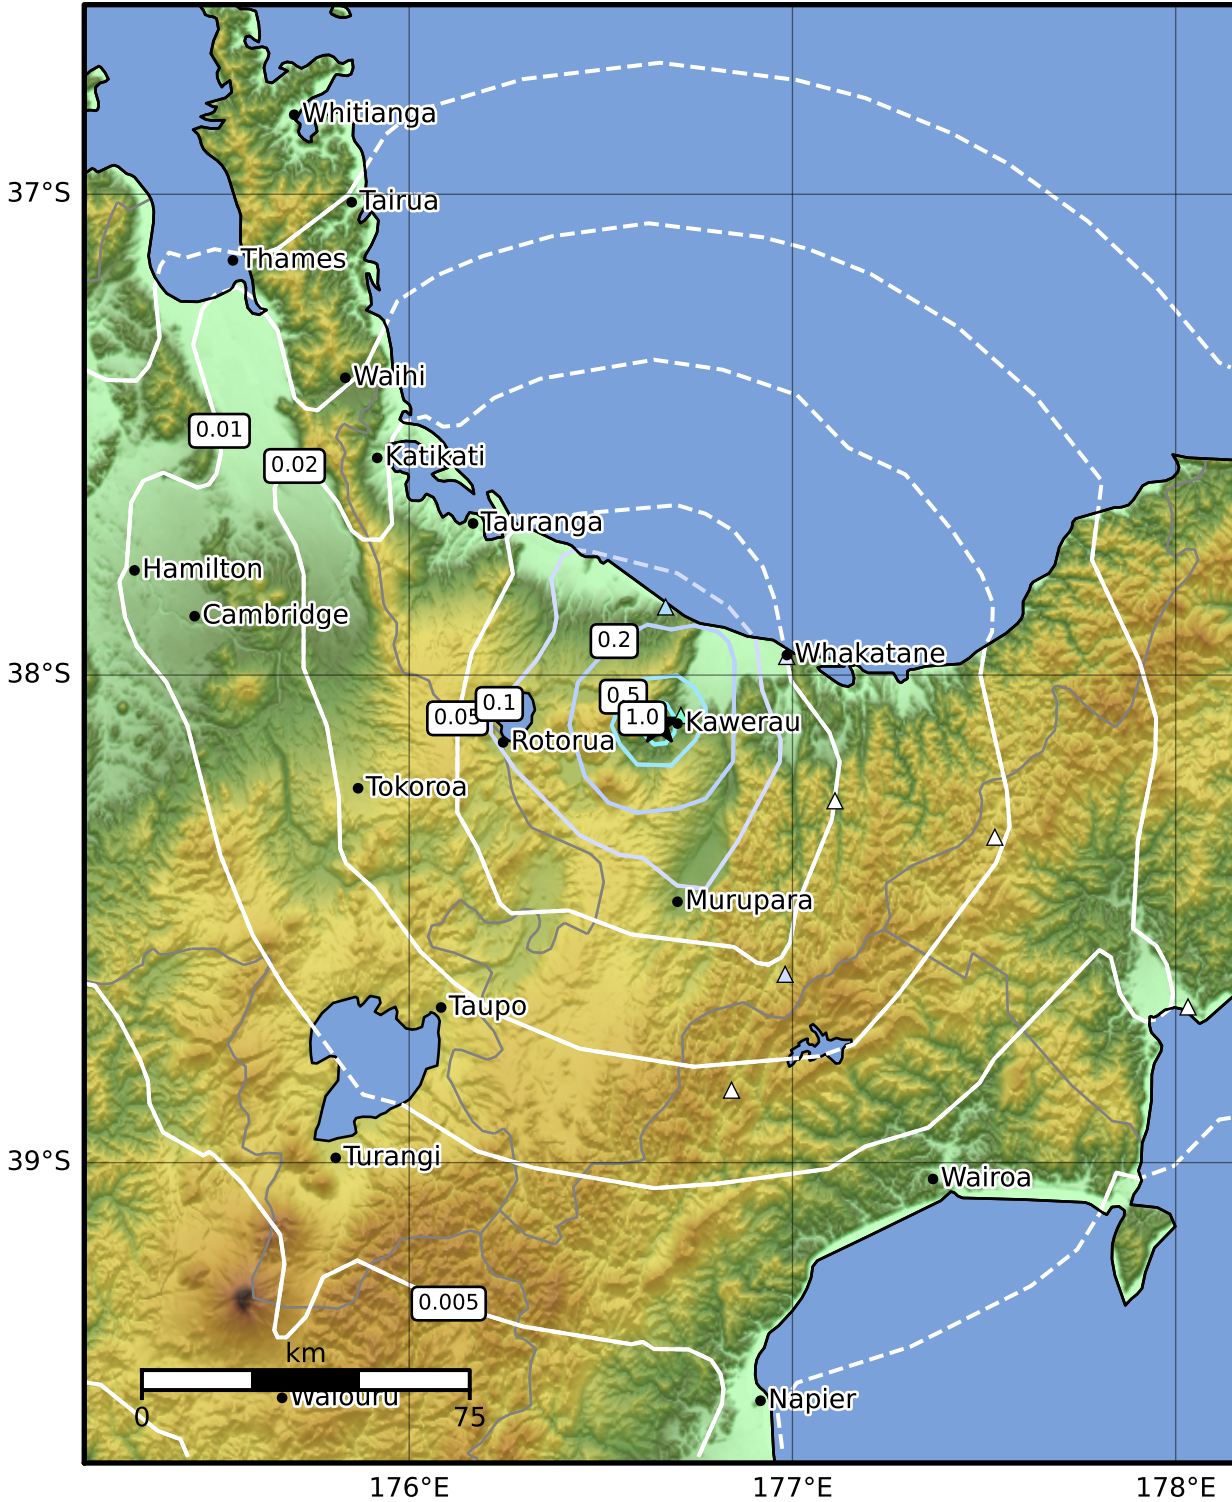 Whitianga
37°S
Tairua
Thames
Waihi
0.01
0.02
Katikati
Tauranga
Hamilton
Cambridge
0.2
Whakatane
38°S
0.5
0.1
0.05
1.0
Kawerau
Rotorua
Tokoroa
Murupara
Taupo
Turangi
39°S
Wairoa
0.005
km
Waiouru
Napier
0
75
176°E
177°E
178°E